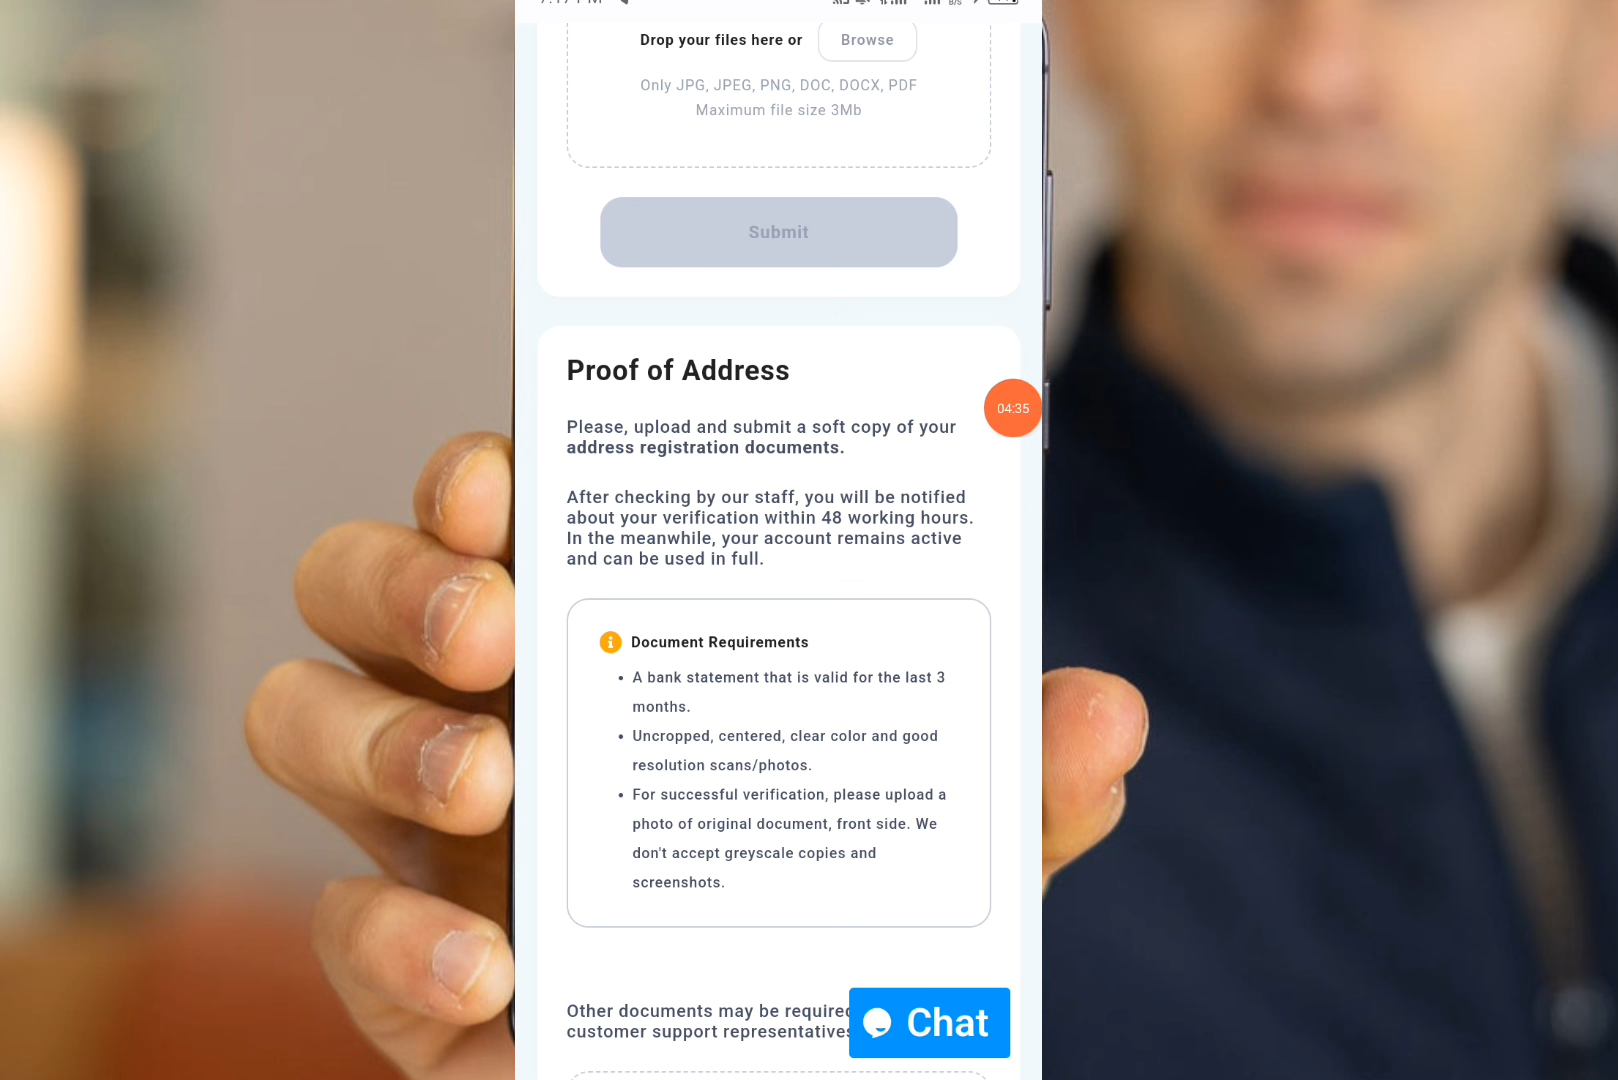 Drop your files here or Browse
Only JPG, JPEG, PNG, DOC, DOCX, PDF
Maximum file size 3Mb
Submit
Proof of Address
04:35
Please, upload and submit a soft copy of your
address registration documents.
After checking by our staff, you will be notified
about your verification within 48 working hours.
In the meanwhile, your account remains active
and can be used in full.
Document Requirements
• A bank statement that is valid for the last 3
months.
• Uncropped, centered, clear color and good
resolution scans/photos.
• For successful verification, please upload a
photo of original document, front side. We
don't accept greyscale copies and
screenshots.
Other documents may be required
customer support representatives
Chat